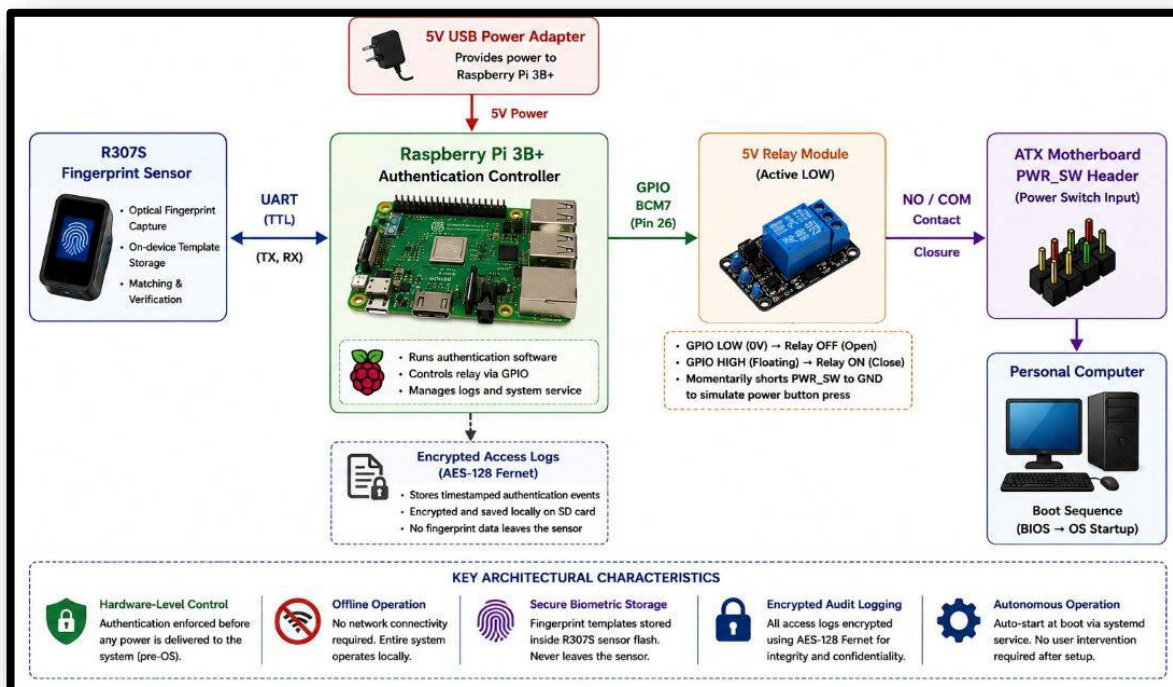 5V USB Power Adapter
Provides power to
Raspberry Pi 3B+
5V Power
R307S
Fingerprint Sensor
• Optical Fingerprint
Capture
• On-device Template
Storage
• Matching &
Verification
UART
(TTL)
(TX, RX)
Raspberry Pi 3B+
Authentication Controller
• Runs authentication software
• Controls relay via GPIO
• Manages logs and system service
GPIO
BCM7
(Pin 26)
5V Relay Module
(Active LOW)
• GPIO LOW (0V) → Relay OFF (Open)
• GPIO HIGH (Floating) → Relay ON (Close)
• Momentarily shorts PWR_SW to GND
to simulate power button press
NO / COM
Contact
Closure
ATX Motherboard
PWR_SW Header
(Power Switch Input)
Personal Computer
Boot Sequence
(BIOS → OS Startup)
Encrypted Access Logs
(AES-128 Fernet)
• Stores timestamped authentication events
• Encrypted and saved locally on SD card
• No fingerprint data leaves the sensor
KEY ARCHITECTURAL CHARACTERISTICS
Hardware-Level Control
Authentication enforced before
any power is delivered to the
system (pre-OS).
Offline Operation
No network connectivity
required. Entire system
operates locally.
Secure Biometric Storage
Fingerprint templates stored
inside R307S sensor flash.
Never leaves the sensor.
Encrypted Audit Logging
All access logs encrypted
using AES-128 Fernet for
integrity and confidentiality.
Autonomous Operation
Auto-start at boot via systemd
service. No user intervention
required after setup.